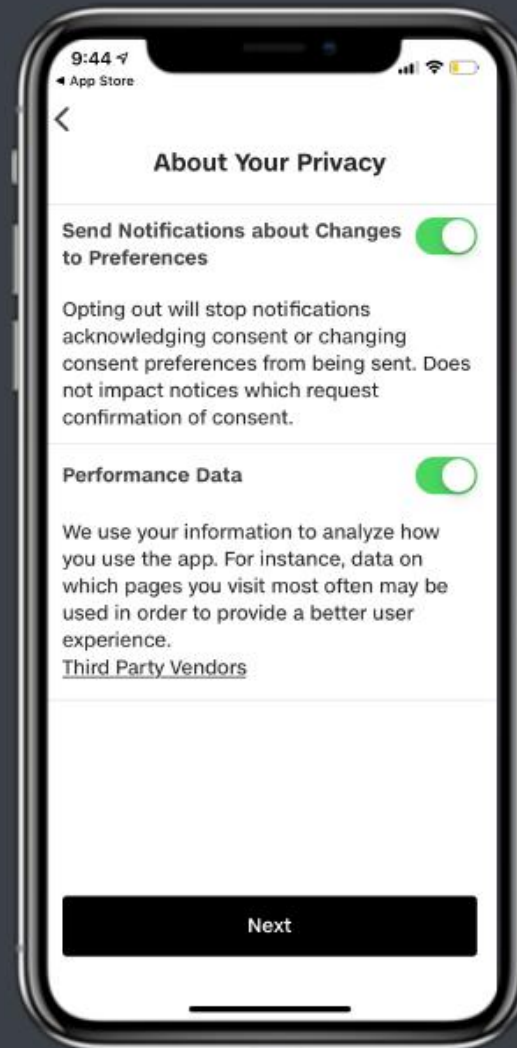 9:44
◀ App Store
About Your Privacy
Send Notifications about Changes
to Preferences
Opting out will stop notifications
acknowledging consent or changing
consent preferences from being sent. Does
not impact notices which request
confirmation of consent.
Performance Data
We use your information to analyze how
you use the app. For instance, data on
which pages you visit most often may be
used in order to provide a better user
experience.
Third Party Vendors
Next